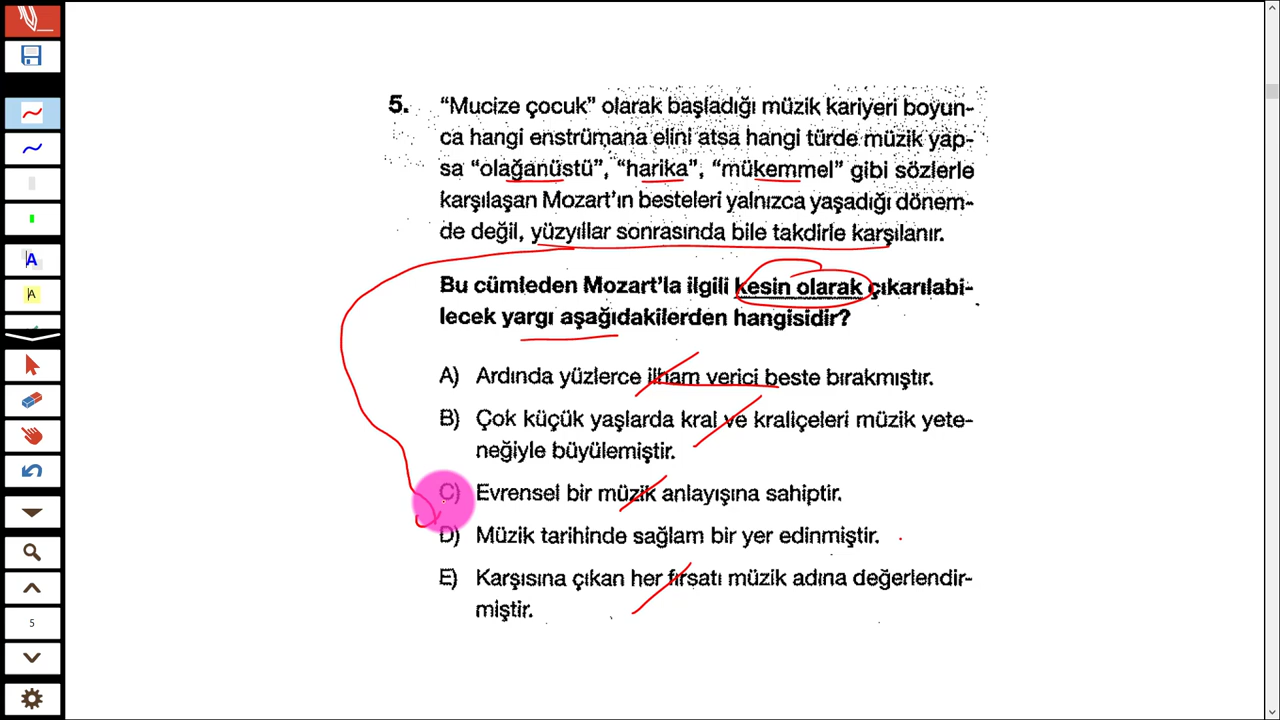 5. "Mucize çocuk" olarak başladığı müzik kariyeri boyun-
ca hangi enstrümana elini atsa hangi türde müzik yap-
sa "olağanüstü", "harika", "mükemmel" gibi sözlerle
karşılaşan Mozart'ın besteleri yalnızca yaşadığı dönem-
de değil, yüzyıllar sonrasında bile takdirle karşılanır.
Bu cümleden Mozart'la ilgili kesin olarak çıkarılabi-
lecek yargı aşağıdakilerden hangisidir?
A) Ardında yüzlerce ilham verici beste bırakmıştır.
B) Çok küçük yaşlarda kral ve kraliçeleri müzik yete-
neğiyle büyülemiştir.
C) Evrensel bir müzik anlayışına sahiptir.
D) Müzik tarihinde sağlam bir yer edinmiştir.
E) Karşısına çıkan her fırsatı müzik adına değerlendir-
miştir.
A
A
5